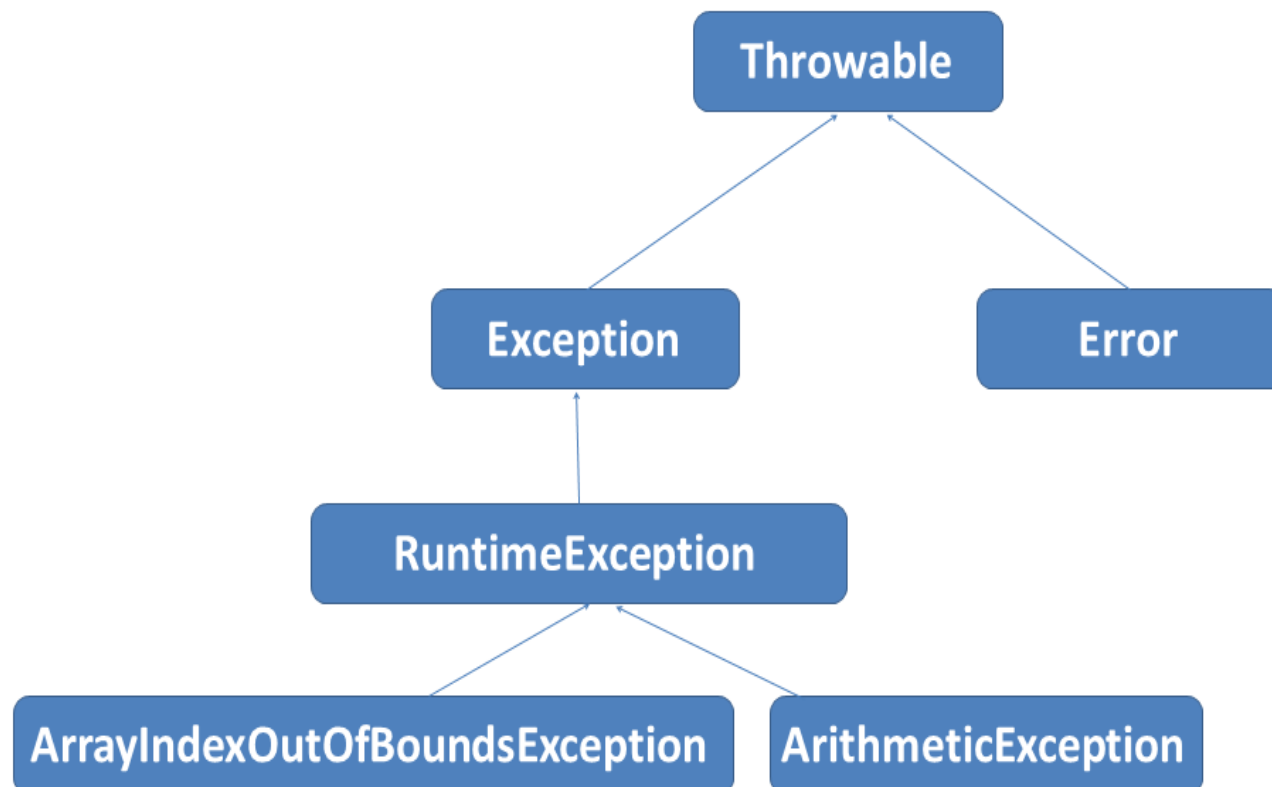 Throwable
Exception
Error
RuntimeException
ArrayIndexOutOfBoundsException
ArithmeticException